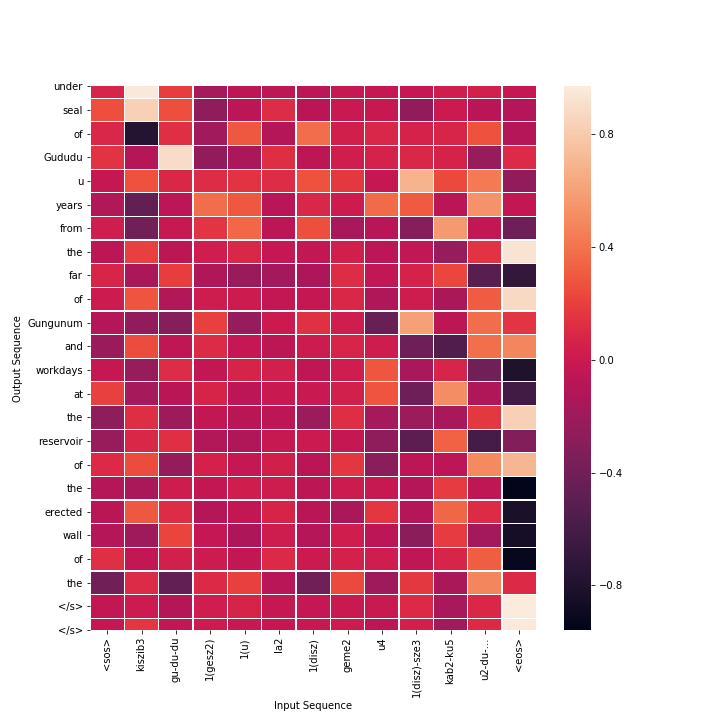 under
seal
of
Gududu
u
years
from
the
far
of
Gungunum
and
workdays
at
the
reservoir
of
the
erected
wall
of
the
</s>
</s>
Output Sequence
<sos>
kiszib3
gu-du-du
1(gesz2)
1(u)
la2
1(disz)
geme2
u4
1(disz)-sze3
kab2-ku5
u2-du-...
<eos>
Input Sequence
0.8
0.4
0.0
−0.4
−0.8